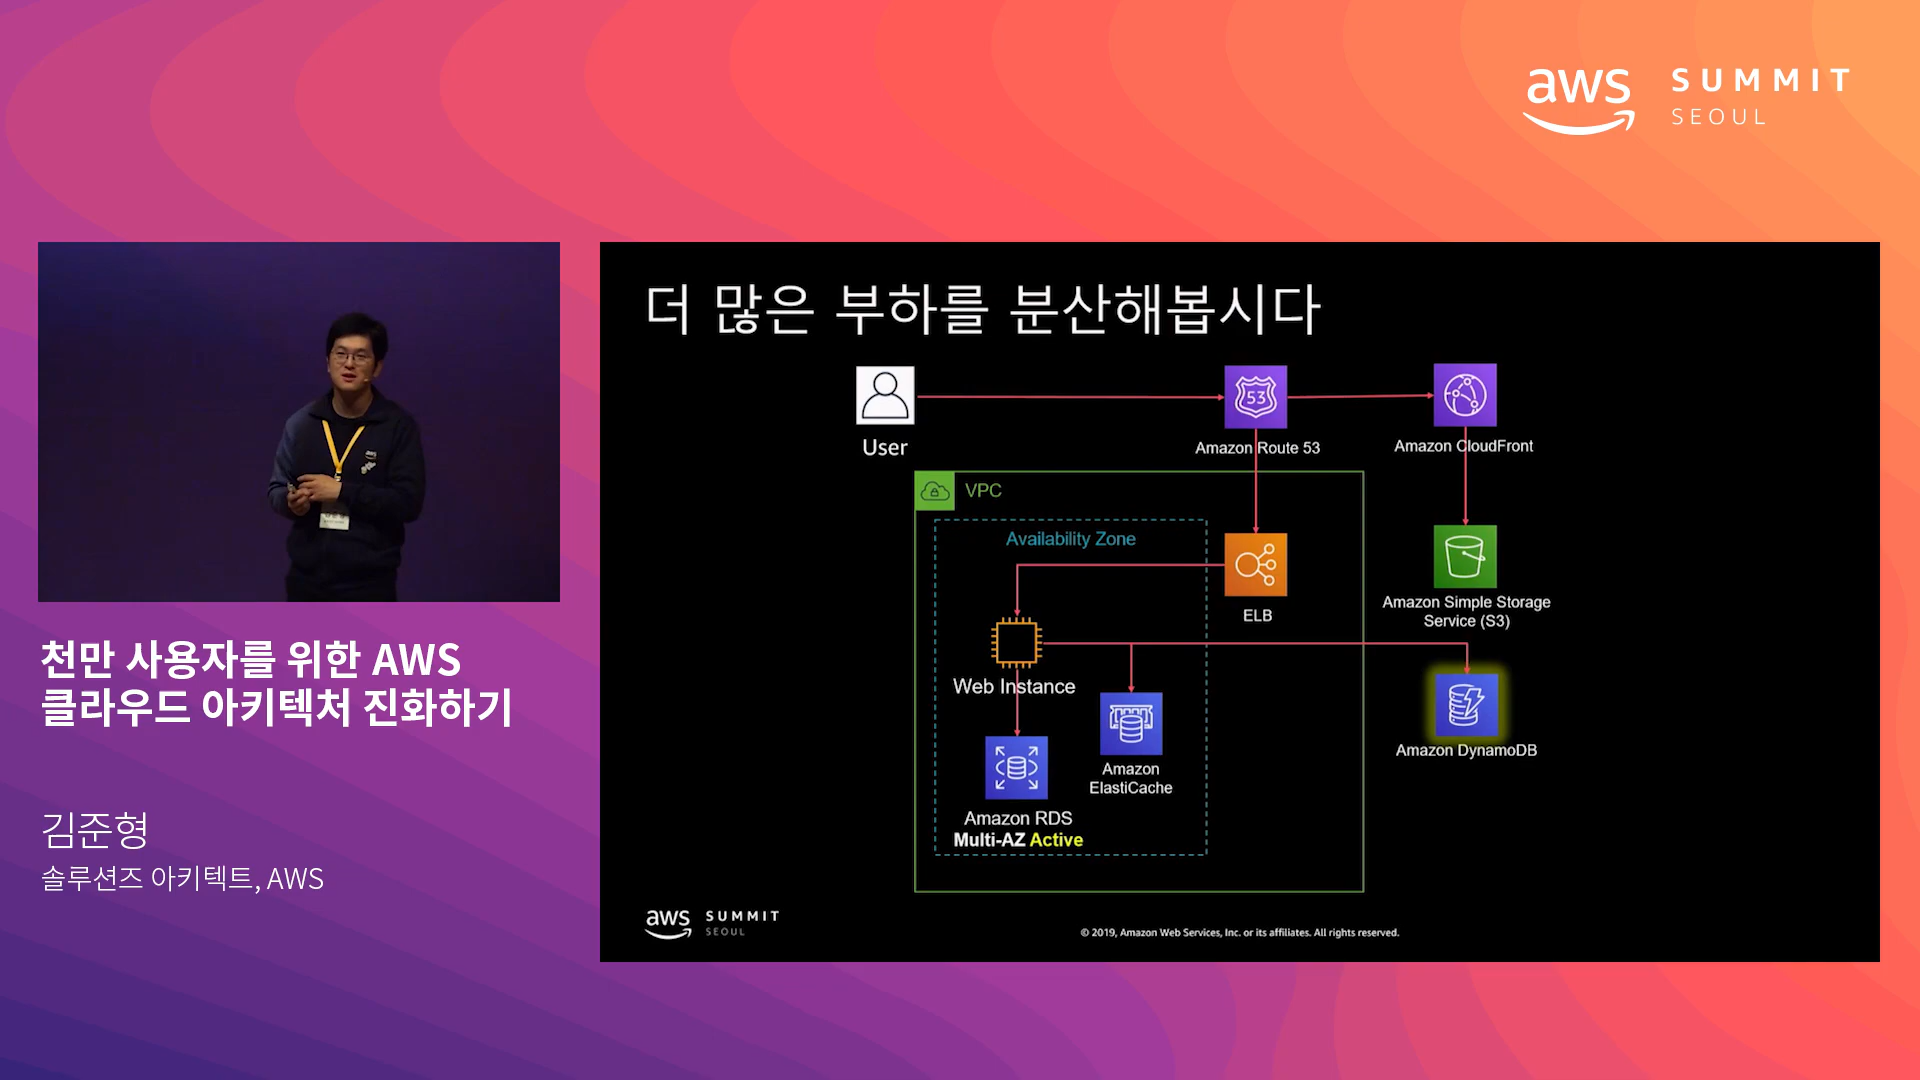 aws SUMMIT
SEOUL
더 많은 부하를 분산해봅시다
53
User
Amazon Route 53
Amazon CloudFront
VPC
Availability Zone
ELB
Amazon Simple Storage
Service (S3)
Web Instance
Amazon DynamoDB
Amazon
ElastiCache
Amazon RDS
Multi-AZ Active
aws SUMMIT
SEOUL
© 2019, Amazon Web Services, Inc. or its affiliates. All rights reserved.
aws
천만 사용자를 위한 AWS
클라우드 아키텍처 진화하기
김준형
솔루션즈 아키텍트, AWS